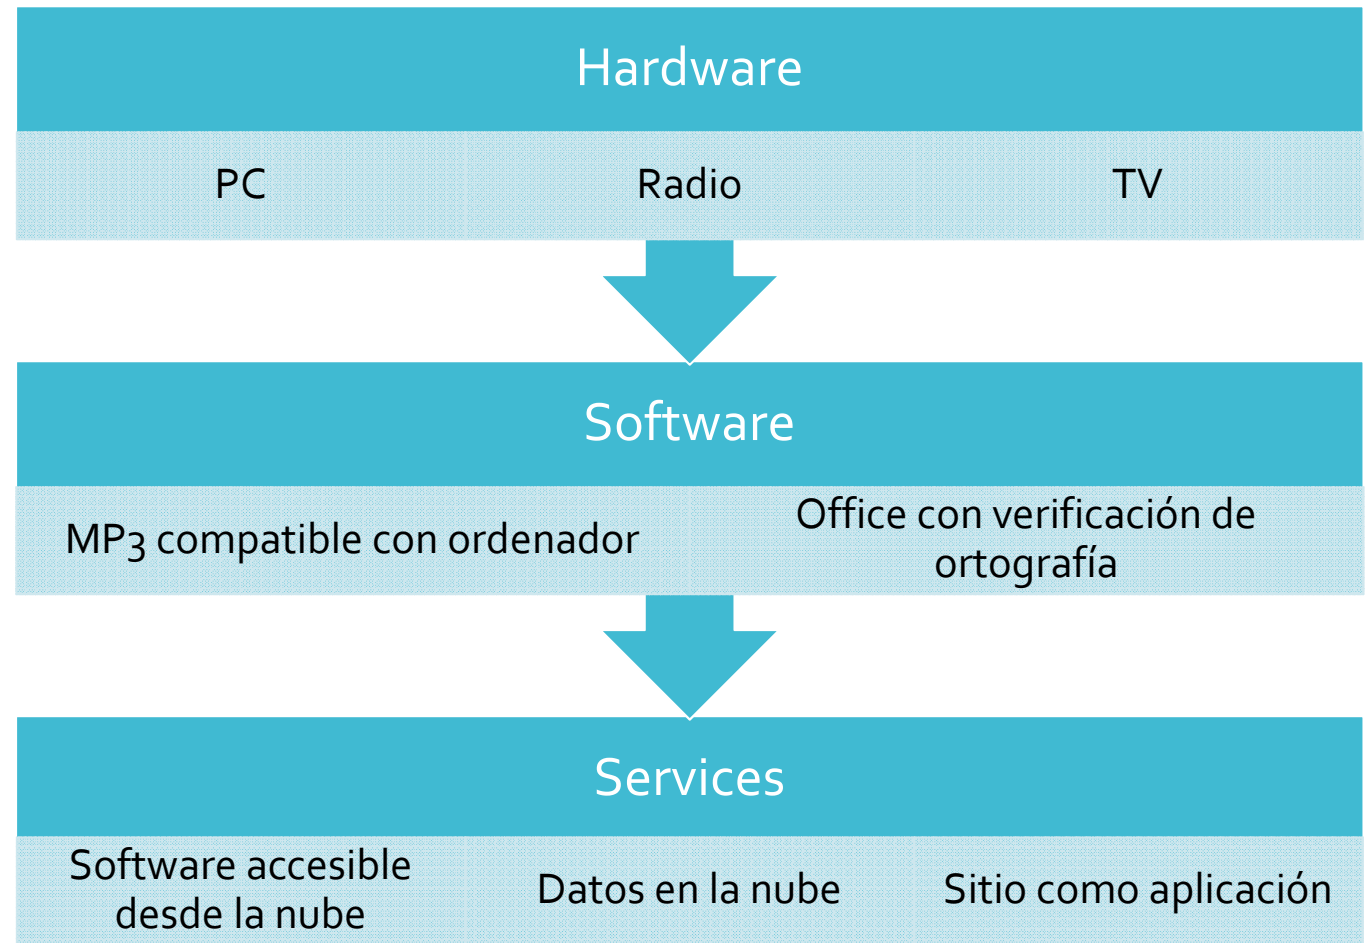 Hardware
PC
Radio
TV
Software
MP3 compatible con ordenador
Office con verificación de
ortografía
Services
Software accesible
desde la nube
Datos en la nube
Sitio como aplicación